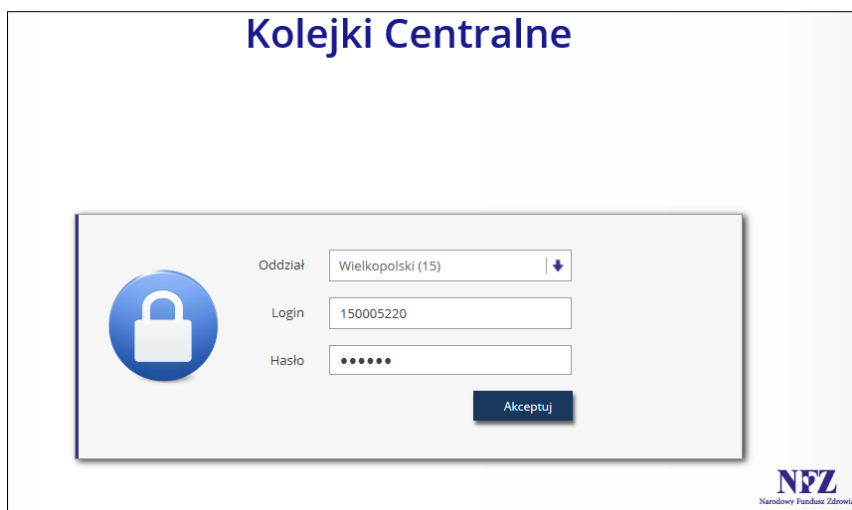 Kolejki Centralne
Oddział Wielkopolski (15)
Login 150005220
Hasło ••••••
Akceptuj
NFZ
Narodowy Fundusz Zdrowia